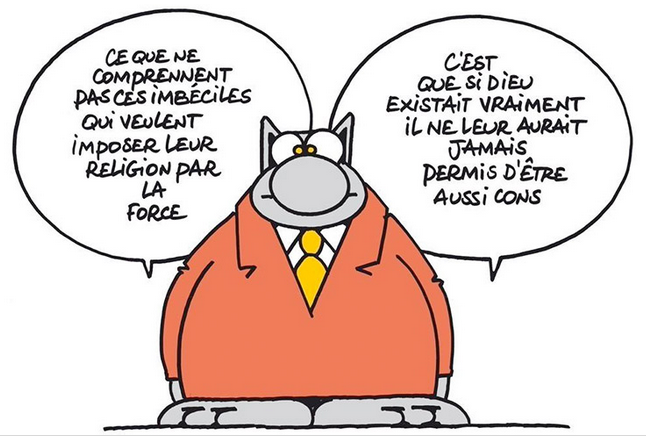 CE QUE NE
COMPRENNENT
PAS CES IMBÉCILES
QUI VEULENT
IMPOSER LEUR
RELIGION PAR
LA
FORCE
C'EST
QUE SI DIEU
EXISTAIT VRAIMENT
IL NE LEUR AURAIT
JAMAIS
PERMIS D'ÊTRE
AUSSI CONS